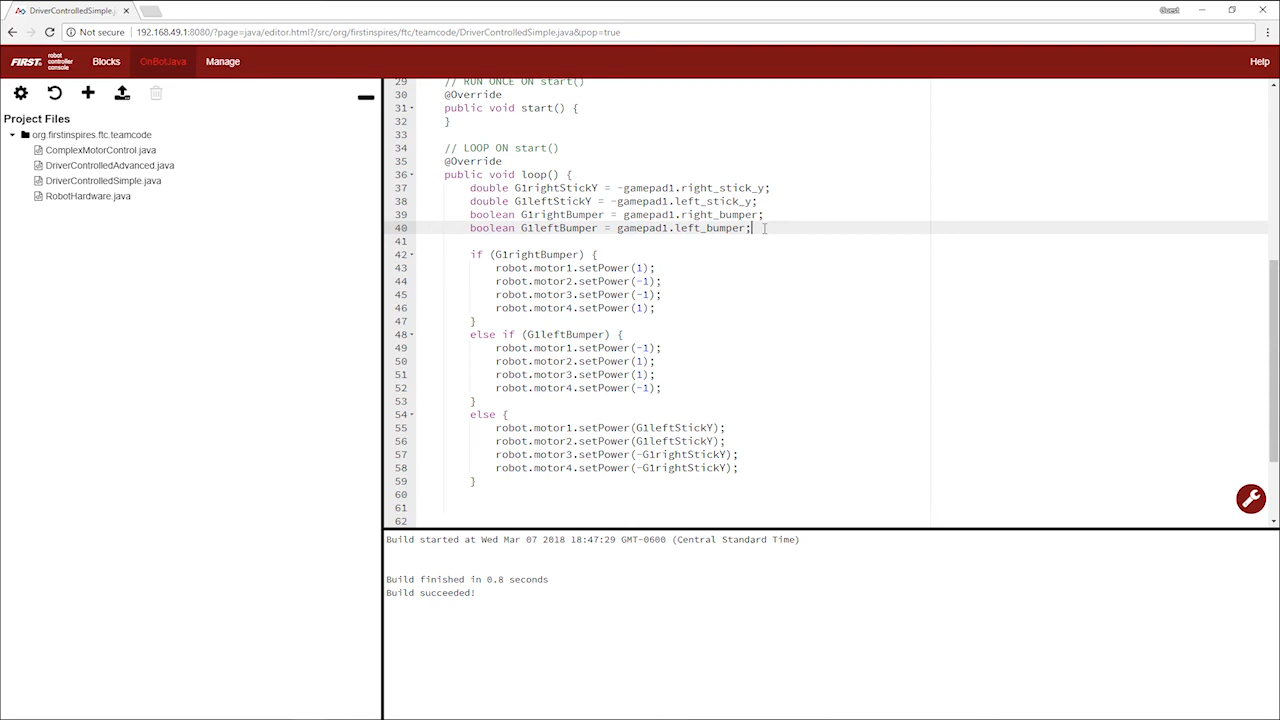 DriverControlledSimple.j
Guest
Not secure | 192.168.49.1:8080/?page=java/editor.html?/src/org/firstinspires/ftc/teamcode/DriverControlledSimple.java&pop=true
FIRST. robot controller console Blocks OnBotJava Manage Help
Project Files
org.firstinspires.ftc.teamcode
ComplexMotorControl.java
DriverControlledAdvanced.java
DriverControlledSimple.java
RobotHardware.java
29 // RUN ONCE ON start()
30 @Override
31 public void start() {
32 }
33
34 // LOOP ON start()
35 @Override
36 public void loop() {
37 double G1rightStickY = -gamepad1.right_stick_y;
38 double G1leftStickY = -gamepad1.left_stick_y;
39 boolean G1rightBumper = gamepad1.right_bumper;
40 boolean G1leftBumper = gamepad1.left_bumper;
41
42 if (G1rightBumper) {
43 robot.motor1.setPower(1);
44 robot.motor2.setPower(-1);
45 robot.motor3.setPower(-1);
46 robot.motor4.setPower(1);
47 }
48 else if (G1leftBumper) {
49 robot.motor1.setPower(-1);
50 robot.motor2.setPower(1);
51 robot.motor3.setPower(1);
52 robot.motor4.setPower(-1);
53 }
54 else {
55 robot.motor1.setPower(G1leftStickY);
56 robot.motor2.setPower(G1leftStickY);
57 robot.motor3.setPower(-G1rightStickY);
58 robot.motor4.setPower(-G1rightStickY);
59 }
60
61
62
Build started at Wed Mar 07 2018 18:47:29 GMT-0600 (Central Standard Time)
Build finished in 0.8 seconds
Build succeeded!